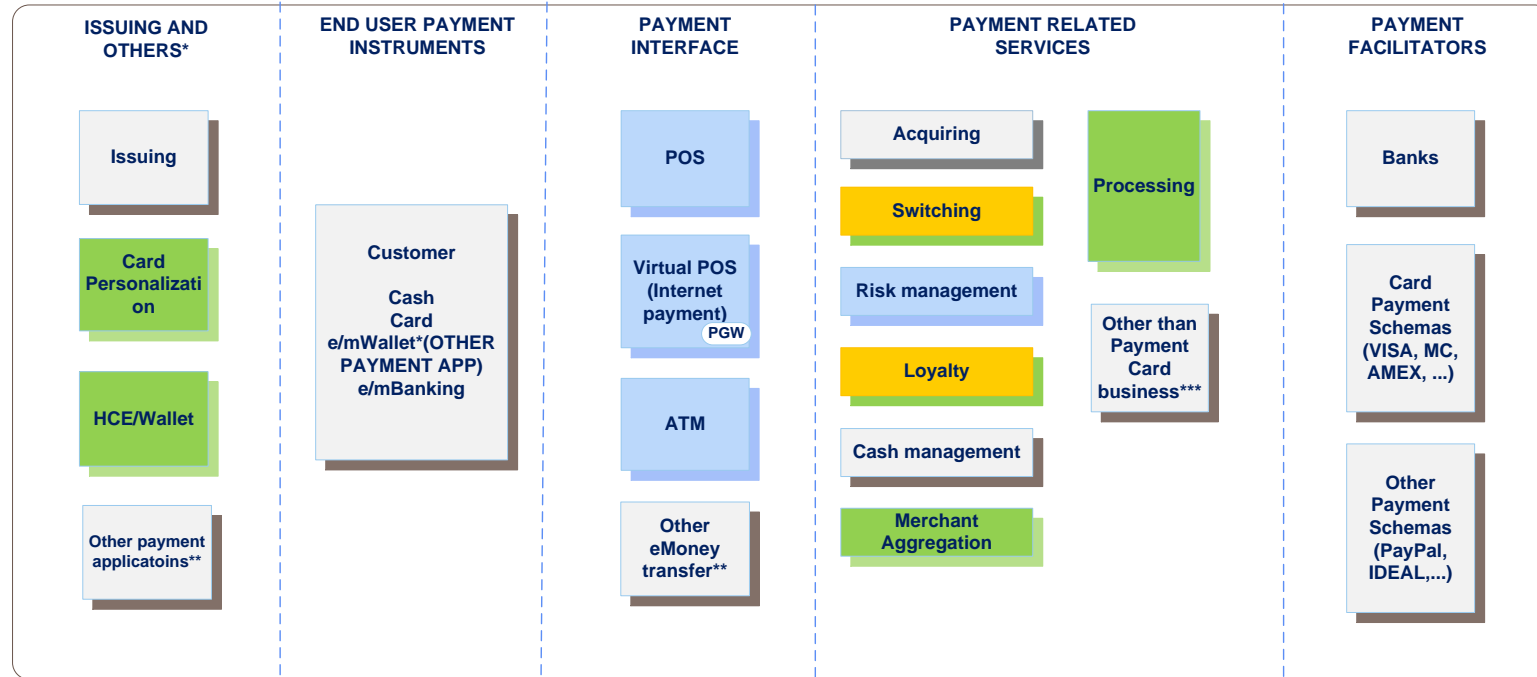 ISSUING AND
OTHERS*
END USER PAYMENT
INSTRUMENTS
PAYMENT
INTERFACE
PAYMENT RELATED
SERVICES
PAYMENT
FACILITATORS
Issuing
Card
Personalizati
on
HCE/Wallet
Other payment
applicatoins**
Customer
Cash
Card
e/mWallet*(OTHER
PAYMENT APP)
e/mBanking
POS
Virtual POS
(Internet
payment)
PGW
ATM
Other
eMoney
transfer**
Acquiring
Switching
Risk management
Loyalty
Cash management
Merchant
Aggregation
Processing
Other than
Payment
Card
business***
Banks
Card
Payment
Schemas
(VISA, MC,
AMEX, ...)
Other
Payment
Schemas
(PayPal,
IDEAL,...)